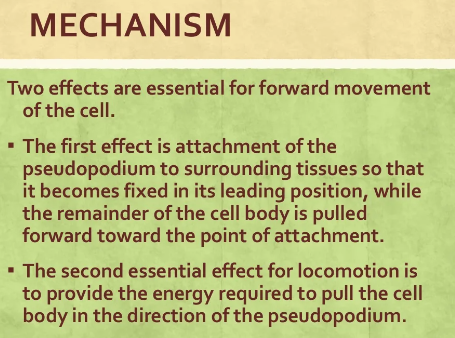 MECHANISM
Two effects are essential for forward movement
of the cell.
▪ The first effect is attachment of the
pseudopodium to surrounding tissues so that
it becomes fixed in its leading position, while
the remainder of the cell body is pulled
forward toward the point of attachment.
▪ The second essential effect for locomotion is
to provide the energy required to pull the cell
body in the direction of the pseudopodium.